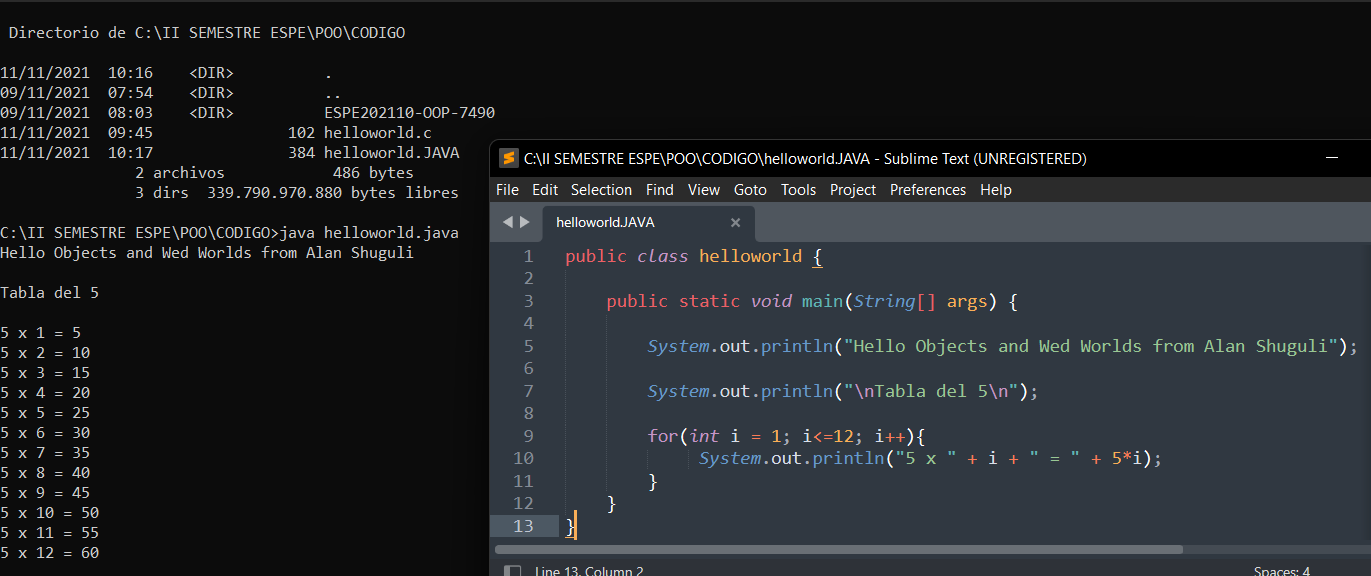 Directorio de C:\II SEMESTRE ESPE\POO\CODIGO
11/11/2021  10:16    <DIR>          .
09/11/2021  07:54    <DIR>          ..
09/11/2021  08:03    <DIR>          ESPE202110-OOP-7490
11/11/2021  09:45               102 helloworld.c
11/11/2021  10:17               384 helloworld.JAVA
               2 archivos            486 bytes
               3 dirs  339.790.970.880 bytes libres
C:\II SEMESTRE ESPE\POO\CODIGO>java helloworld.java
Hello Objects and Wed Worlds from Alan Shuguli
Tabla del 5
5 x 1 = 5
5 x 2 = 10
5 x 3 = 15
5 x 4 = 20
5 x 5 = 25
5 x 6 = 30
5 x 7 = 35
5 x 8 = 40
5 x 9 = 45
5 x 10 = 50
5 x 11 = 55
5 x 12 = 60
C:\II SEMESTRE ESPE\POO\CODIGO\helloworld.JAVA - Sublime Text (UNREGISTERED)
File Edit Selection Find View Goto Tools Project Preferences Help
helloworld.JAVA
1 public class helloworld {
2
3     public static void main(String[] args) {
4
5         System.out.println("Hello Objects and Wed Worlds from Alan Shuguli");
6
7         System.out.println("\nTabla del 5\n");
8
9         for(int i = 1; i<=12; i++){
10             System.out.println("5 x " + i + " = " + 5*i);
11         }
12     }
13 }
Line 13, Column 2 Spaces: 4